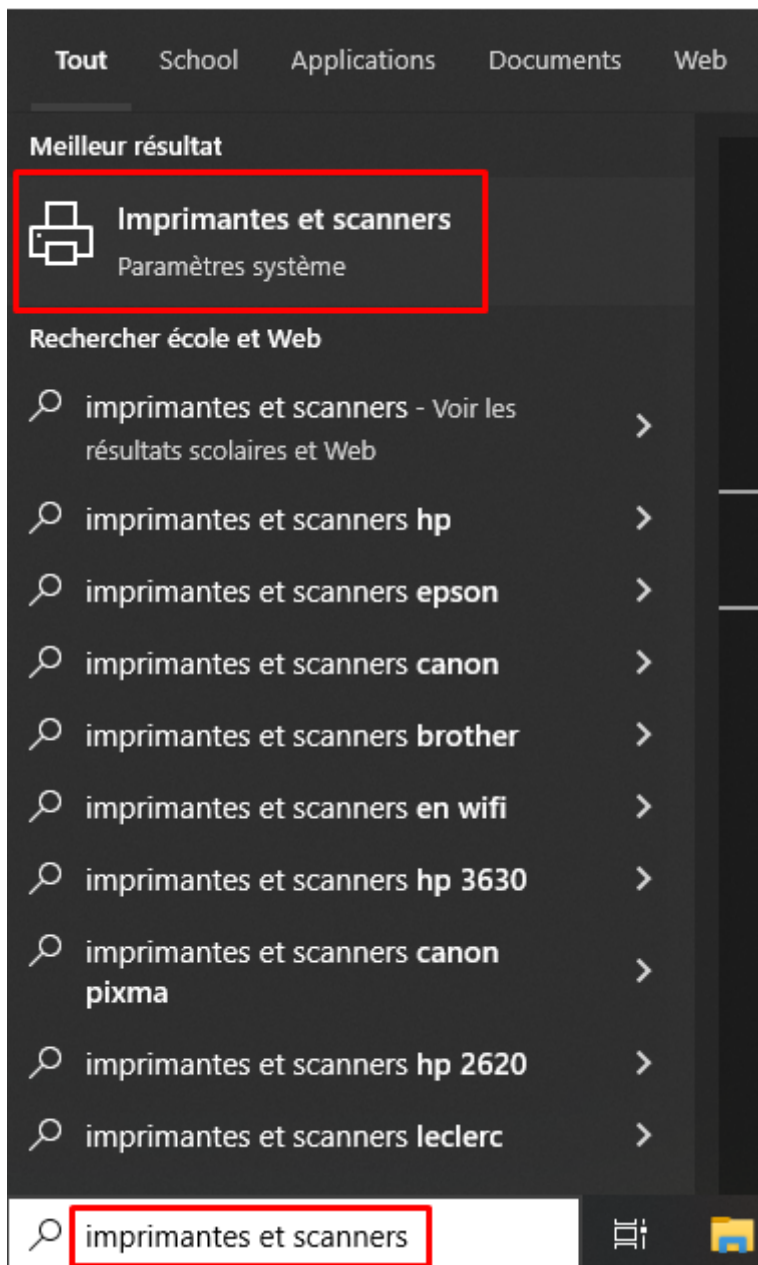 Tout School Applications Documents Web
Meilleur résultat
Imprimantes et scanners
Paramètres système
Rechercher école et Web
imprimantes et scanners - Voir les
résultats scolaires et Web
imprimantes et scanners hp
imprimantes et scanners epson
imprimantes et scanners canon
imprimantes et scanners brother
imprimantes et scanners en wifi
imprimantes et scanners hp 3630
imprimantes et scanners canon
pixma
imprimantes et scanners hp 2620
imprimantes et scanners leclerc
imprimantes et scanners